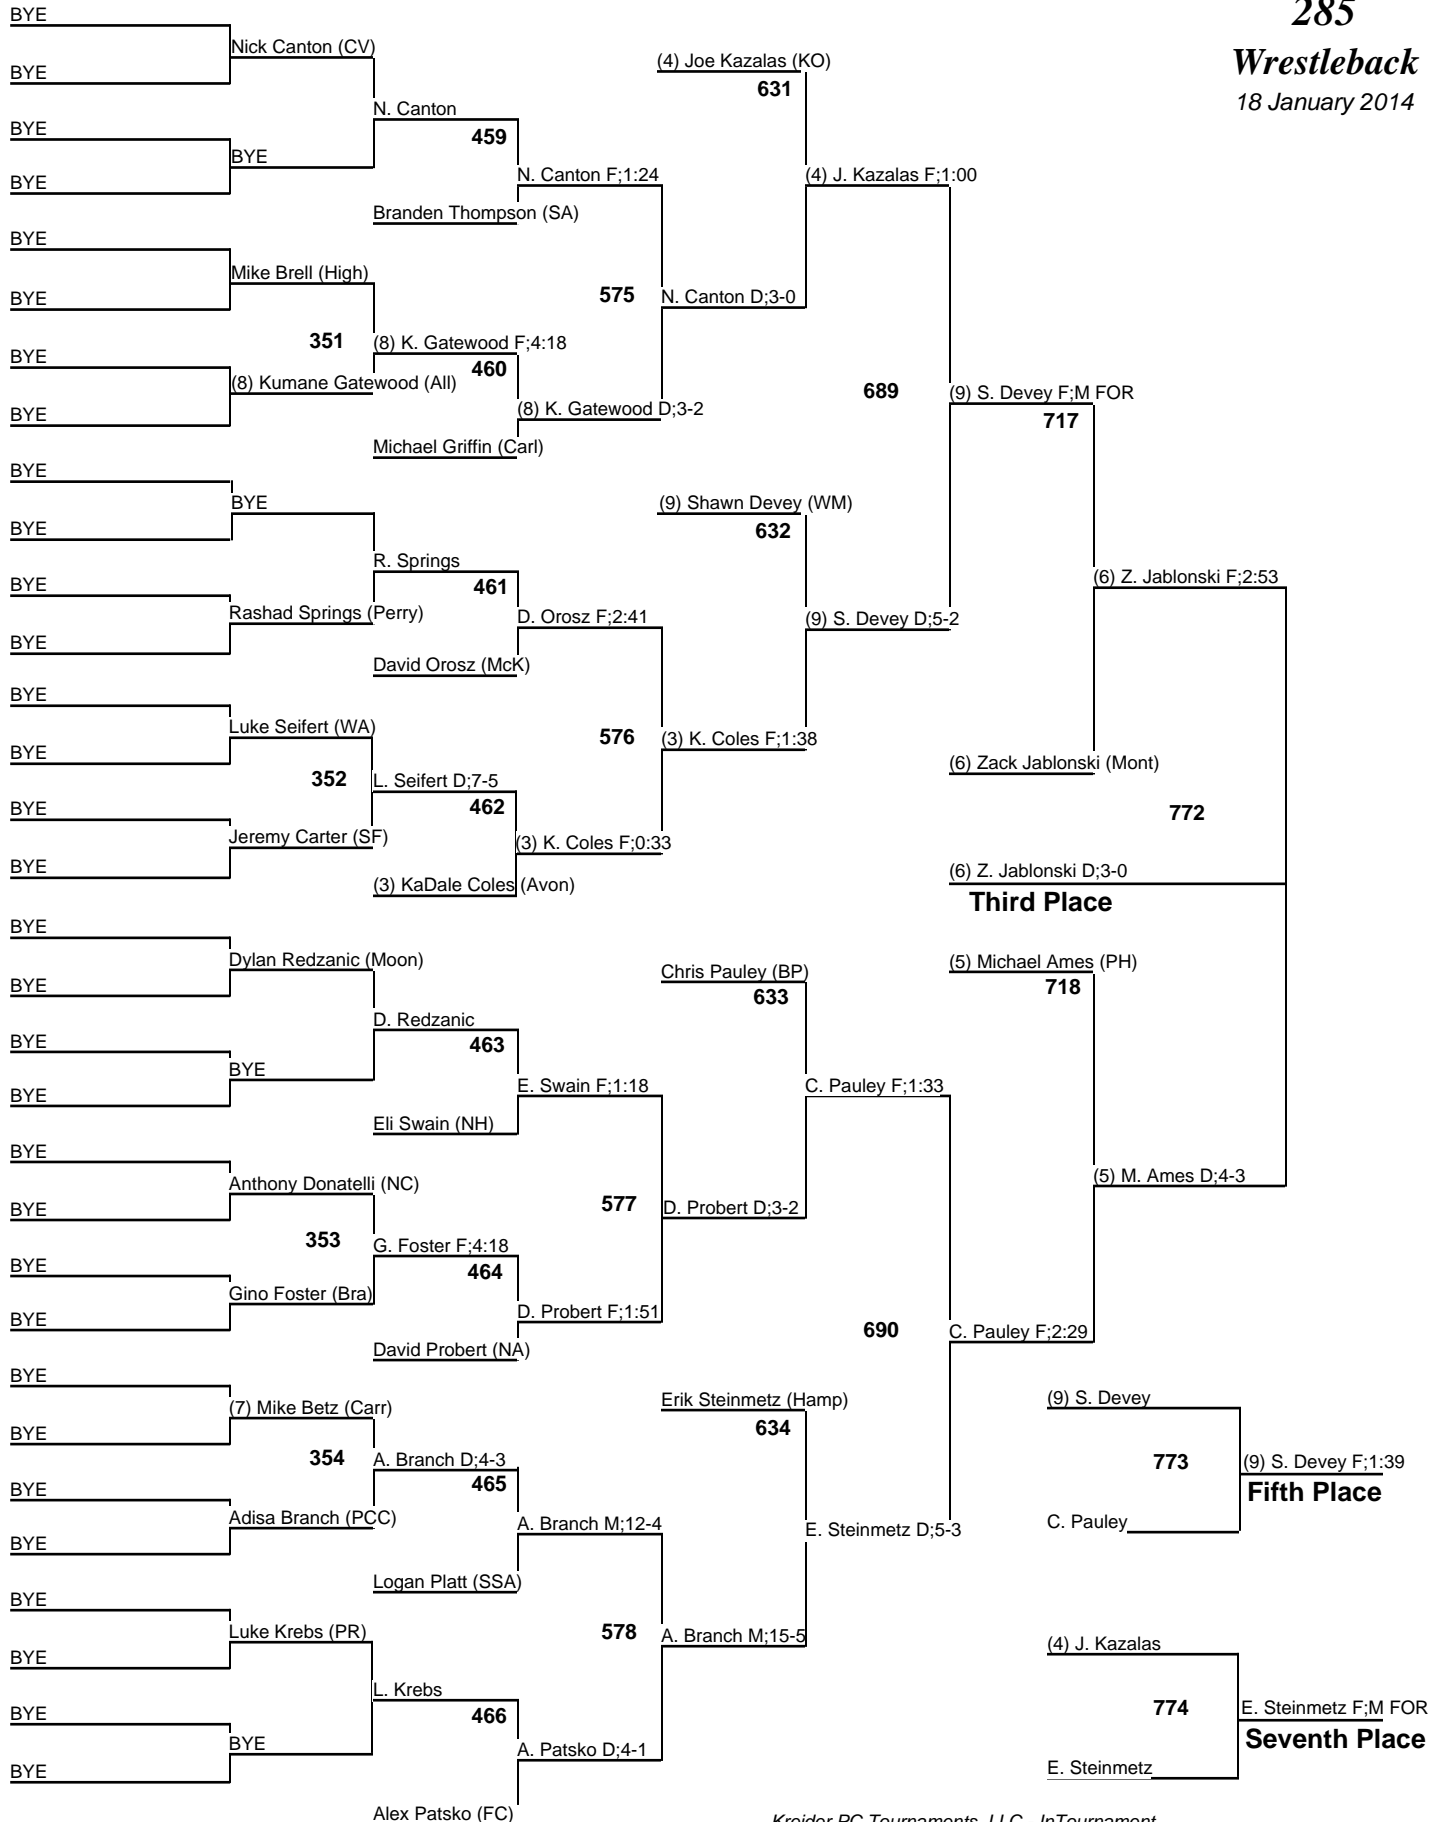 285
Wrestleback
18 January 2014
BYE
Nick Canton (CV)
(4) Joe Kazalas (KO)
BYE
631
N. Canton
BYE
459
BYE
N. Canton F;1:24
(4) J. Kazalas F;1:00
BYE
Branden Thompson (SA)
BYE
Mike Brell (High)
575
N. Canton D;3-0
BYE
351
(8) K. Gatewood F;4:18
BYE
460
(8) Kumane Gatewood (All)
689
(9) S. Devey F;M FOR
BYE
(8) K. Gatewood D;3-2
717
Michael Griffin (Carl)
BYE
BYE
(9) Shawn Devey (WM)
BYE
632
R. Springs
(6) Z. Jablonski F;2:53
BYE
461
Rashad Springs (Perry)
D. Orosz F;2:41
(9) S. Devey D;5-2
BYE
David Orosz (McK)
BYE
Luke Seifert (WA)
576
(3) K. Coles F;1:38
BYE
(6) Zack Jablonski (Mont)
352
L. Seifert D;7-5
BYE
462
772
Jeremy Carter (SF)
(3) K. Coles F;0:33
BYE
(6) Z. Jablonski D;3-0
(3) KaDale Coles (Avon)
Third Place
BYE
Dylan Redzanic (Moon)
(5) Michael Ames (PH)
Chris Pauley (BP)
BYE
633
718
D. Redzanic
BYE
463
BYE
E. Swain F;1:18
C. Pauley F;1:33
BYE
Eli Swain (NH)
BYE
(5) M. Ames D;4-3
Anthony Donatelli (NC)
BYE
577
D. Probert D;3-2
353
G. Foster F;4:18
BYE
464
Gino Foster (Bra)
D. Probert F;1:51
BYE
690
C. Pauley F;2:29
David Probert (NA)
BYE
(7) Mike Betz (Carr)
Erik Steinmetz (Hamp)
(9) S. Devey
BYE
634
354
A. Branch D;4-3
773
(9) S. Devey F;1:39
BYE
465
Fifth Place
Adisa Branch (PCC)
A. Branch M;12-4
E. Steinmetz D;5-3
C. Pauley
BYE
Logan Platt (SSA)
BYE
Luke Krebs (PR)
578
A. Branch M;15-5
(4) J. Kazalas
BYE
L. Krebs
BYE
466
774
E. Steinmetz F;M FOR
BYE
A. Patsko D;4-1
Seventh Place
BYE
E. Steinmetz
Alex Patsko (FC)
Kreider PC Tournaments, LLC - InTournament